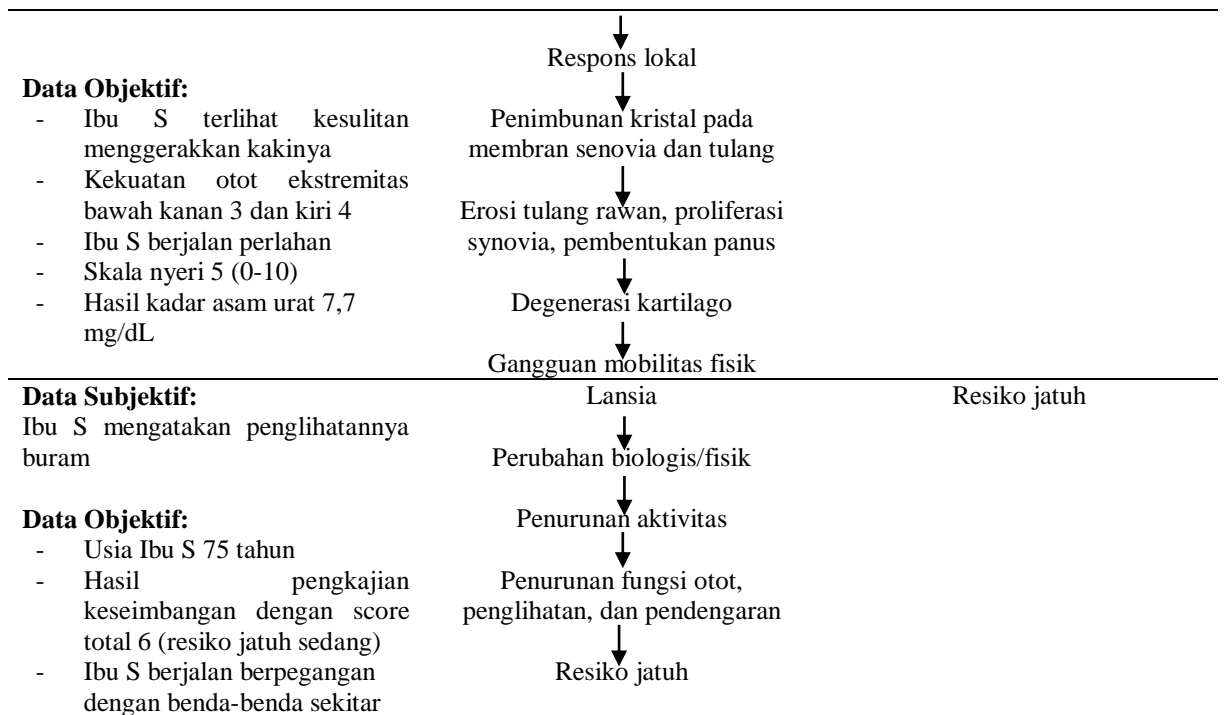 Respons lokal
Data Objektif:
- Ibu S terlihat kesulitan
menggerakkan kakinya
- Kekuatan otot ekstremitas
bawah kanan 3 dan kiri 4
- Ibu S berjalan perlahan
- Skala nyeri 5 (0-10)
- Hasil kadar asam urat 7,7
mg/dL
Penimbunan kristal pada
membran senovia dan tulang
Erosi tulang rawan, proliferasi
synovia, pembentukan panus
Degenerasi kartilago
Gangguan mobilitas fisik
Data Subjektif:
Ibu S mengatakan penglihatannya
buram
Data Objektif:
- Usia Ibu S 75 tahun
- Hasil pengkajian
keseimbangan dengan score
total 6 (resiko jatuh sedang)
- Ibu S berjalan berpegangan
dengan benda-benda sekitar
Lansia
Perubahan biologis/fisik
Penurunan aktivitas
Penurunan fungsi otot,
penglihatan, dan pendengaran
Resiko jatuh
Resiko jatuh